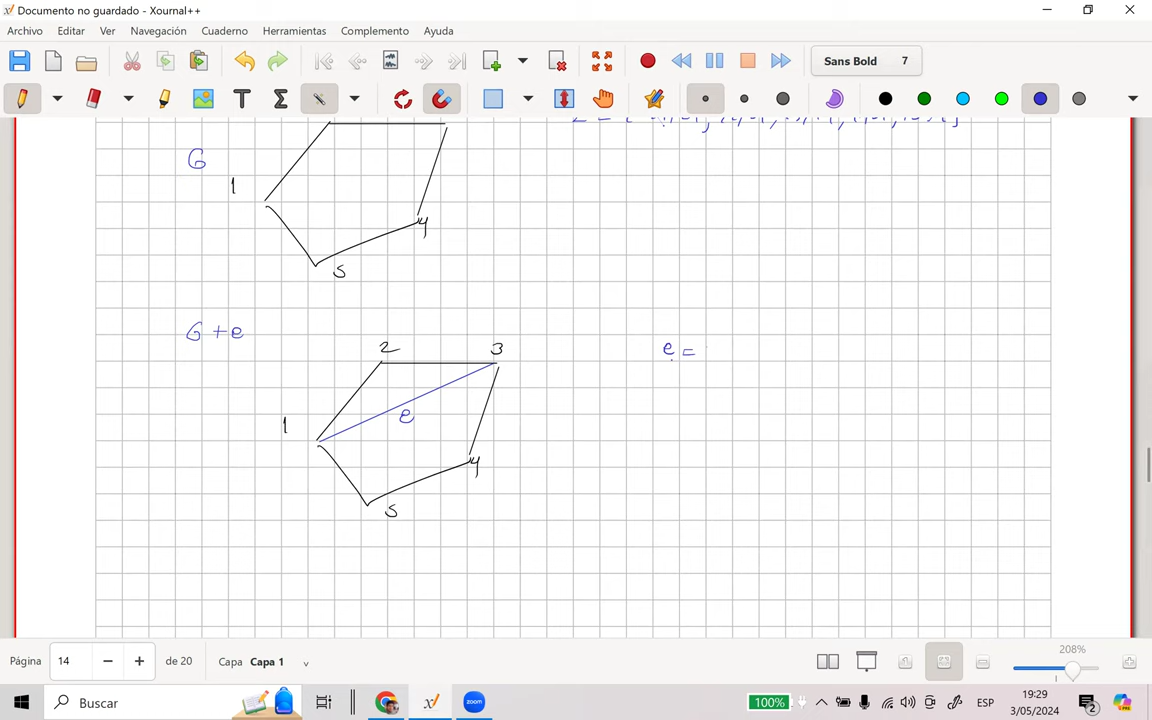 Documento no guardado - Xournal++
Archivo Editar Ver Navegación Cuaderno Herramientas Complemento Ayuda
Sans Bold 7
G
1
4
5
G + e
2 3
e =
1
e
4
5
Página 14 de 20 Capa Capa 1
208%
Buscar
100%
ESP
19:29
3/05/2024
2